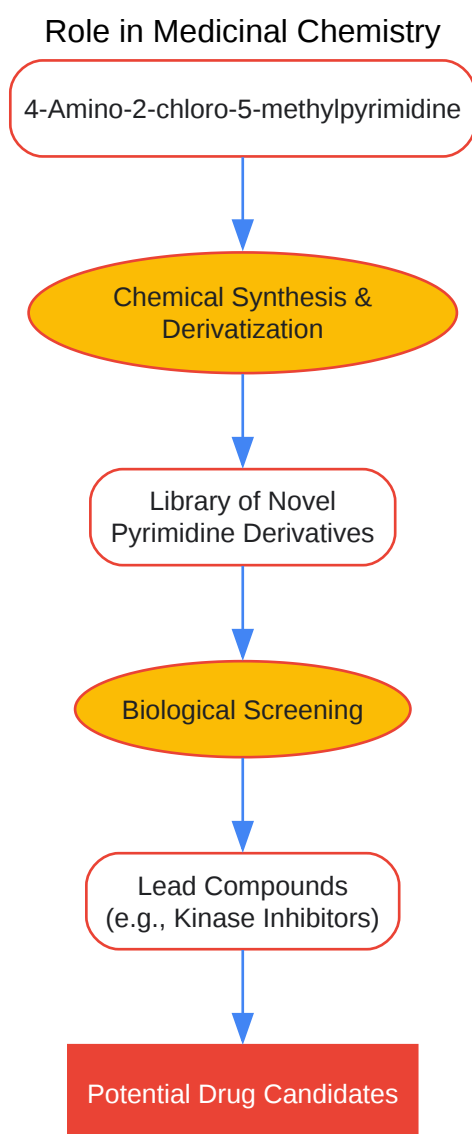 Role in Medicinal Chemistry
4-Amino-2-chloro-5-methylpyrimidine
Chemical Synthesis &
Derivatization
Library of Novel
Pyrimidine Derivatives
Biological Screening
Lead Compounds
(e.g., Kinase Inhibitors)
Potential Drug Candidates